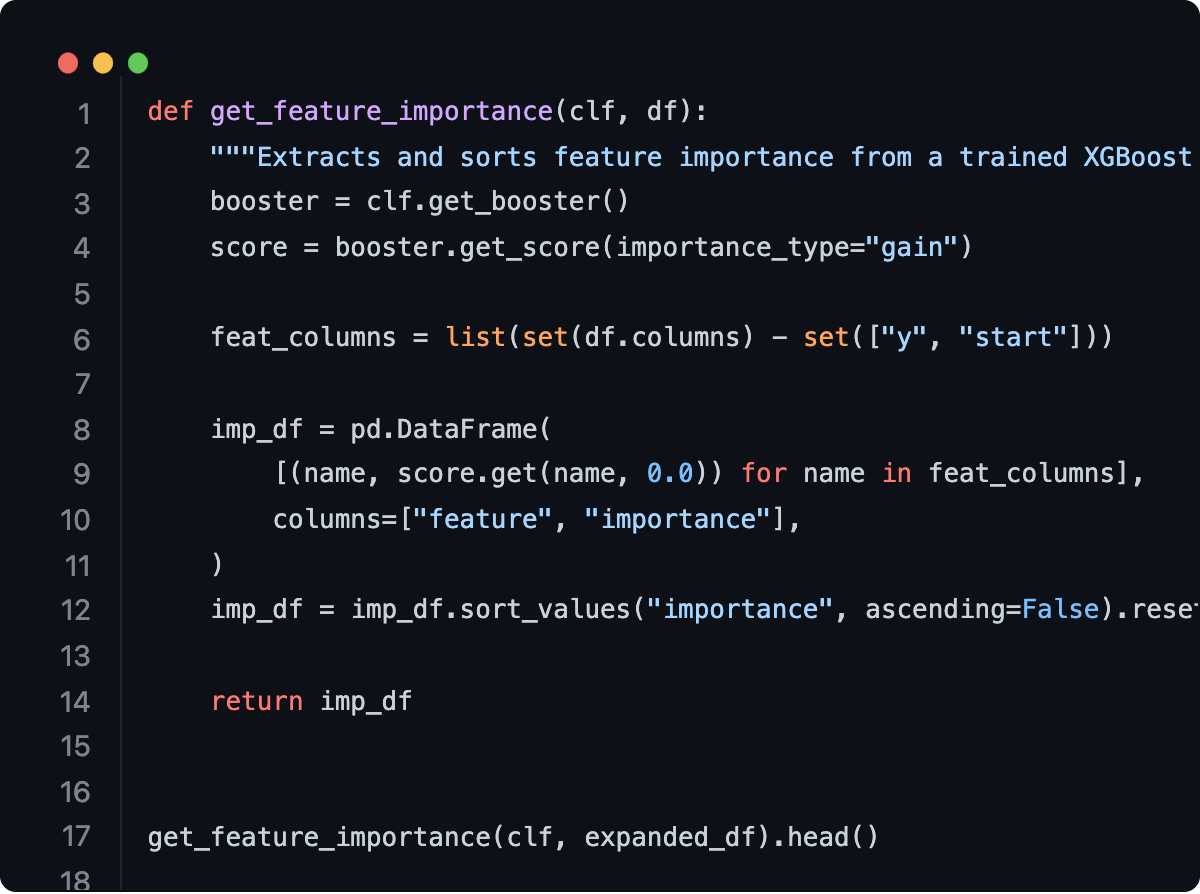 1 def get_feature_importance(clf, df):
2     """Extracts and sorts feature importance from a trained XGBoost
3     booster = clf.get_booster()
4     score = booster.get_score(importance_type="gain")
5
6     feat_columns = list(set(df.columns) - set(["y", "start"]))
7
8     imp_df = pd.DataFrame(
9         [(name, score.get(name, 0.0)) for name in feat_columns],
10         columns=["feature", "importance"],
11     )
12     imp_df = imp_df.sort_values("importance", ascending=False).rese
13
14     return imp_df
15
16
17 get_feature_importance(clf, expanded_df).head()
18